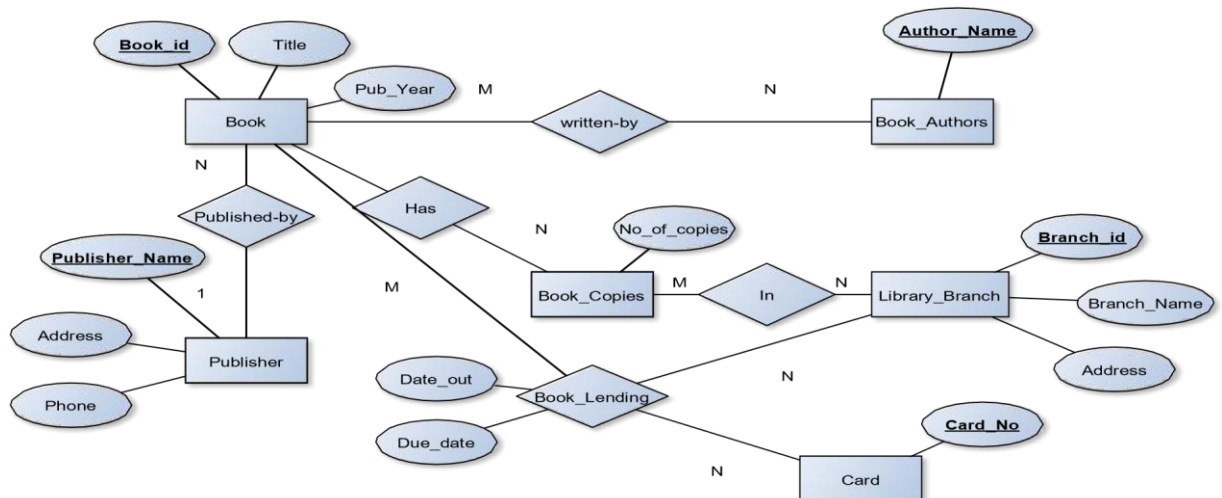 Author_Name
Book_id
Title
Pub_Year
M
N
Book
written-by
Book_Authors
N
Has
Published-by
No_of_copies
N
Branch_id
Publisher_Name
M
1
M
N
Book_Copies
In
Library_Branch
Branch_Name
Address
Publisher
Date_out
N
Address
Book_Lending
Phone
Card_No
Due_date
N
Card